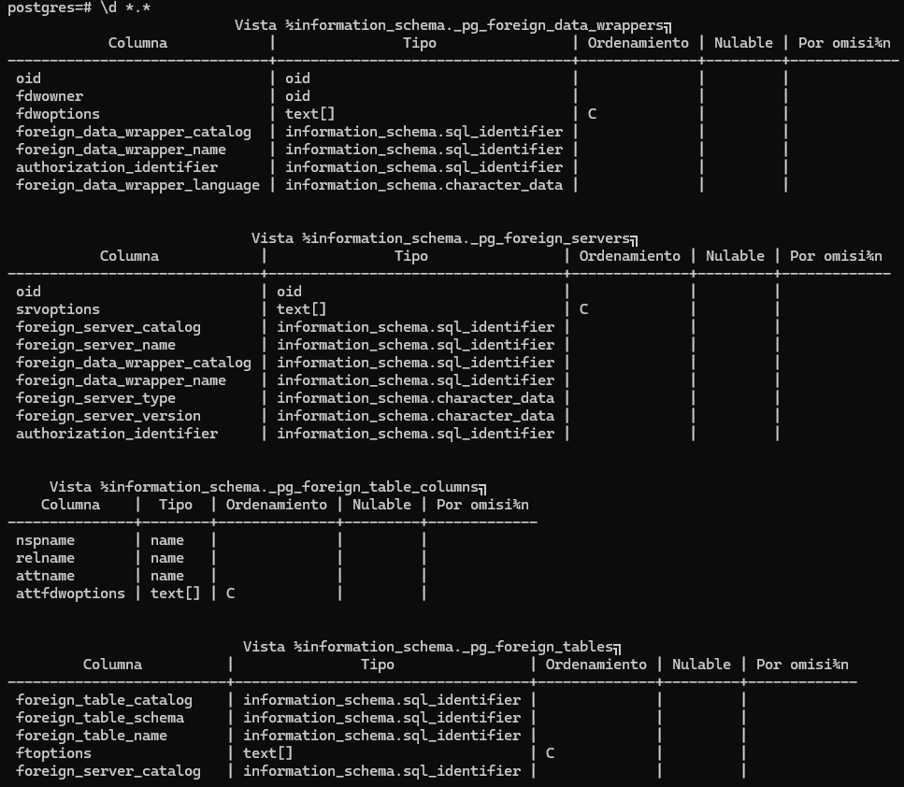 postgres=# \d *.*
Vista ½information_schema._pg_foreign_data_wrappers╗
Columna | Tipo | Ordenamiento | Nulable | Por omisi¾n
------------------------------+-----------------------------------+--------------+---------+-------------
oid | oid | | |
fdwowner | oid | | |
fdwoptions | text[] | C | |
foreign_data_wrapper_catalog | information_schema.sql_identifier | | |
foreign_data_wrapper_name | information_schema.sql_identifier | | |
authorization_identifier | information_schema.sql_identifier | | |
foreign_data_wrapper_language | information_schema.character_data | | |
Vista ½information_schema._pg_foreign_servers╗
Columna | Tipo | Ordenamiento | Nulable | Por omisi¾n
------------------------------+-----------------------------------+--------------+---------+-------------
oid | oid | | |
srvoptions | text[] | C | |
foreign_server_catalog | information_schema.sql_identifier | | |
foreign_server_name | information_schema.sql_identifier | | |
foreign_data_wrapper_catalog | information_schema.sql_identifier | | |
foreign_data_wrapper_name | information_schema.sql_identifier | | |
foreign_server_type | information_schema.character_data | | |
foreign_server_version | information_schema.character_data | | |
authorization_identifier | information_schema.sql_identifier | | |
Vista ½information_schema._pg_foreign_table_columns╗
Columna | Tipo | Ordenamiento | Nulable | Por omisi¾n
---------------+--------+--------------+---------+-------------
nspname | name | | |
relname | name | | |
attname | name | | |
attfdwoptions | text[] | C | |
Vista ½information_schema._pg_foreign_tables╗
Columna | Tipo | Ordenamiento | Nulable | Por omisi¾n
--------------------------+-----------------------------------+--------------+---------+-------------
foreign_table_catalog | information_schema.sql_identifier | | |
foreign_table_schema | information_schema.sql_identifier | | |
foreign_table_name | information_schema.sql_identifier | | |
ftoptions | text[] | C | |
foreign_server_catalog | information_schema.sql_identifier | | |